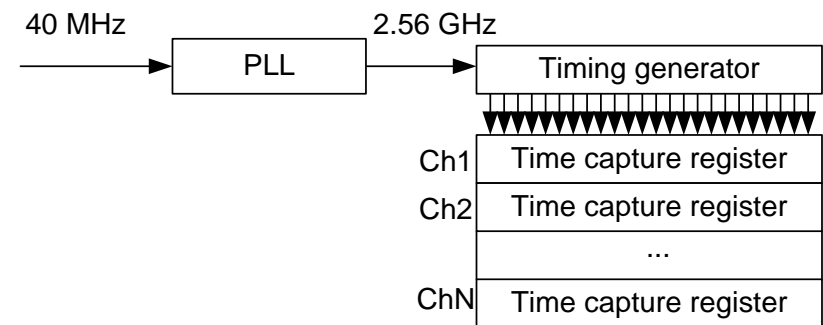 40 MHz
2.56 GHz
PLL
Timing generator
Ch1
Time capture register
Ch2
Time capture register
...
ChN
Time capture register